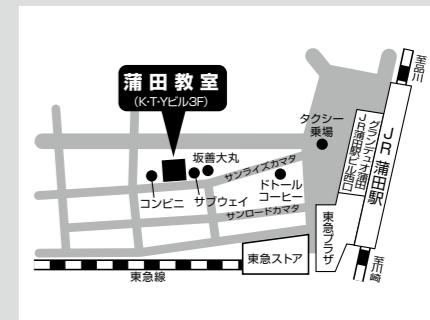 蒲田教室
(K・T・Yビル3F)
至品川
タクシー
乗場
グランデュオ蒲田
JR蒲田駅ビル西口
JR 蒲田駅
坂善大丸
サンライズカマタ
コンビニ
サブウェイ
ドトール
コーヒー
サンロードカマタ
東急プラザ
東急ストア
東急線
至川崎